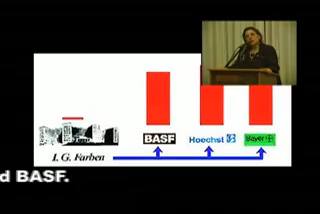 BASF
Hoechst
Bayer
I. G. Farben
d BASF.